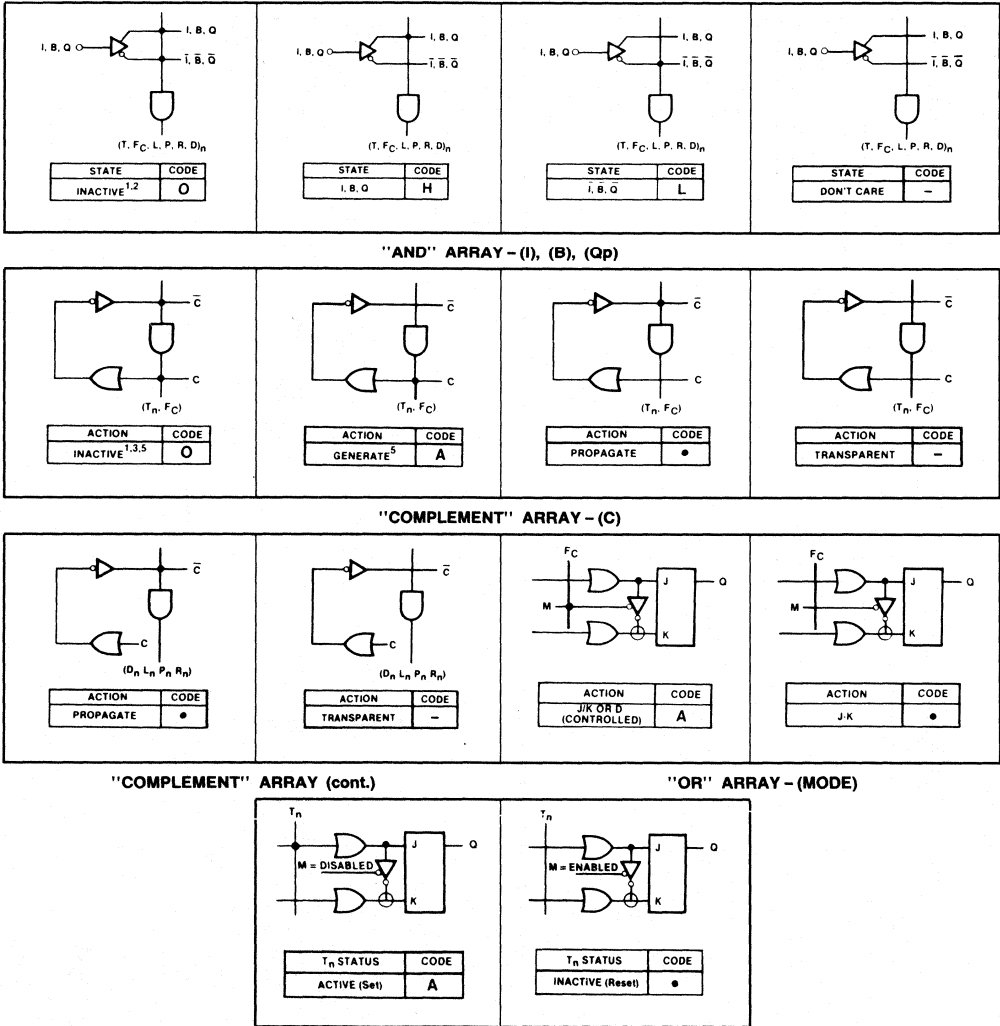 I, B, Q
I, B, Q
I̅, B̅, Q̅
(T, FC, L, P, R, D)n
STATE CODE
INACTIVE1,2 O
I, B, Q
I, B, Q
I̅, B̅, Q̅
(T, FC, L, P, R, D)n
STATE CODE
I, B, Q H
I, B, Q
I, B, Q
I̅, B̅, Q̅
(T, FC, L, P, R, D)n
STATE CODE
I̅, B̅, Q̅ L
I, B, Q
I, B, Q
I̅, B̅, Q̅
(T, FC, L, P, R, D)n
STATE CODE
DON'T CARE –
"AND" ARRAY – (I), (B), (Qp)
C̅
C
(Tn, FC)
ACTION CODE
INACTIVE1,3,5 O
C̅
C
(Tn, FC)
ACTION CODE
GENERATE5 A
C̅
C
(Tn, FC)
ACTION CODE
PROPAGATE •
C̅
C
(Tn, FC)
ACTION CODE
TRANSPARENT –
"COMPLEMENT" ARRAY – (C)
C̅
C
(Dn Ln Pn Rn)
ACTION CODE
PROPAGATE •
C̅
C
(Dn Ln Pn Rn)
ACTION CODE
TRANSPARENT –
FC
J Q
M
K
ACTION CODE
J/K OR D
(CONTROLLED) A
FC
J Q
M
K
ACTION CODE
J-K •
"COMPLEMENT" ARRAY (cont.)
"OR" ARRAY – (MODE)
Tn
J Q
M = DISABLED
K
Tn STATUS CODE
ACTIVE (Set) A
Tn
J Q
M = ENABLED
K
Tn STATUS CODE
INACTIVE (Reset) •